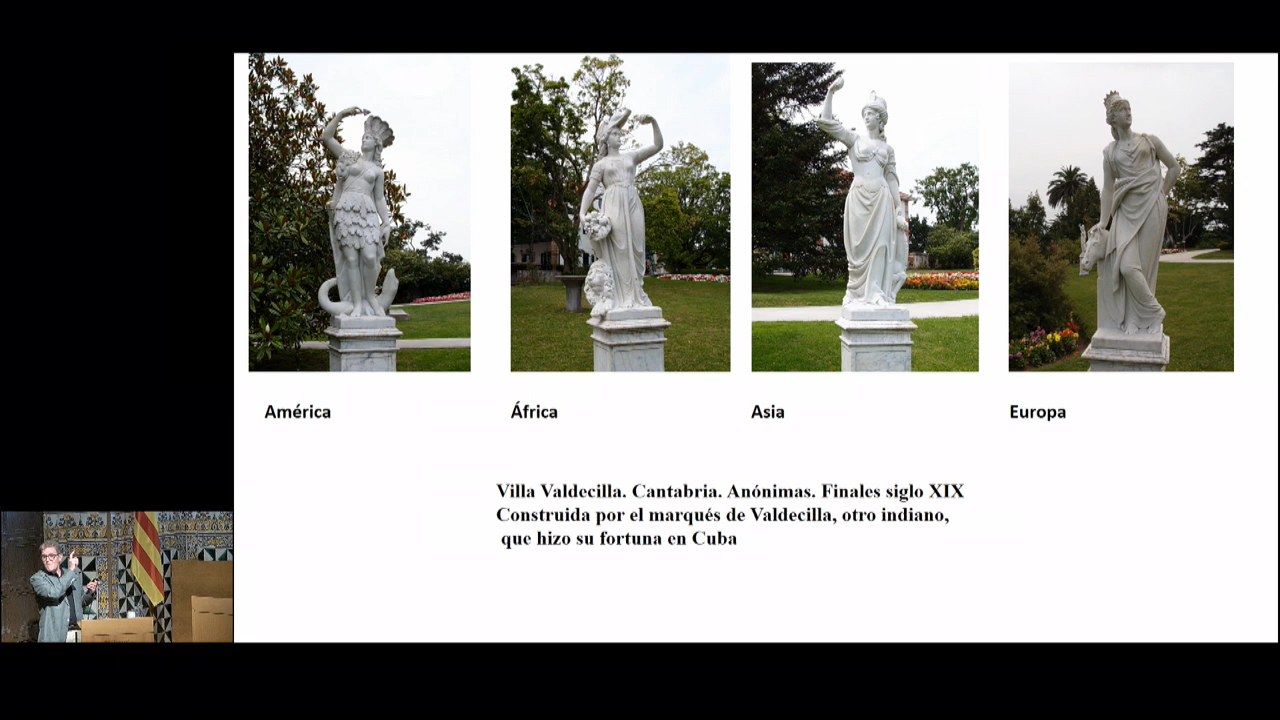 América
África
Asia
Europa
Villa Valdecilla. Cantabria. Anónimas. Finales siglo XIX
Construida por el marqués de Valdecilla, otro indiano,
que hizo su fortuna en Cuba